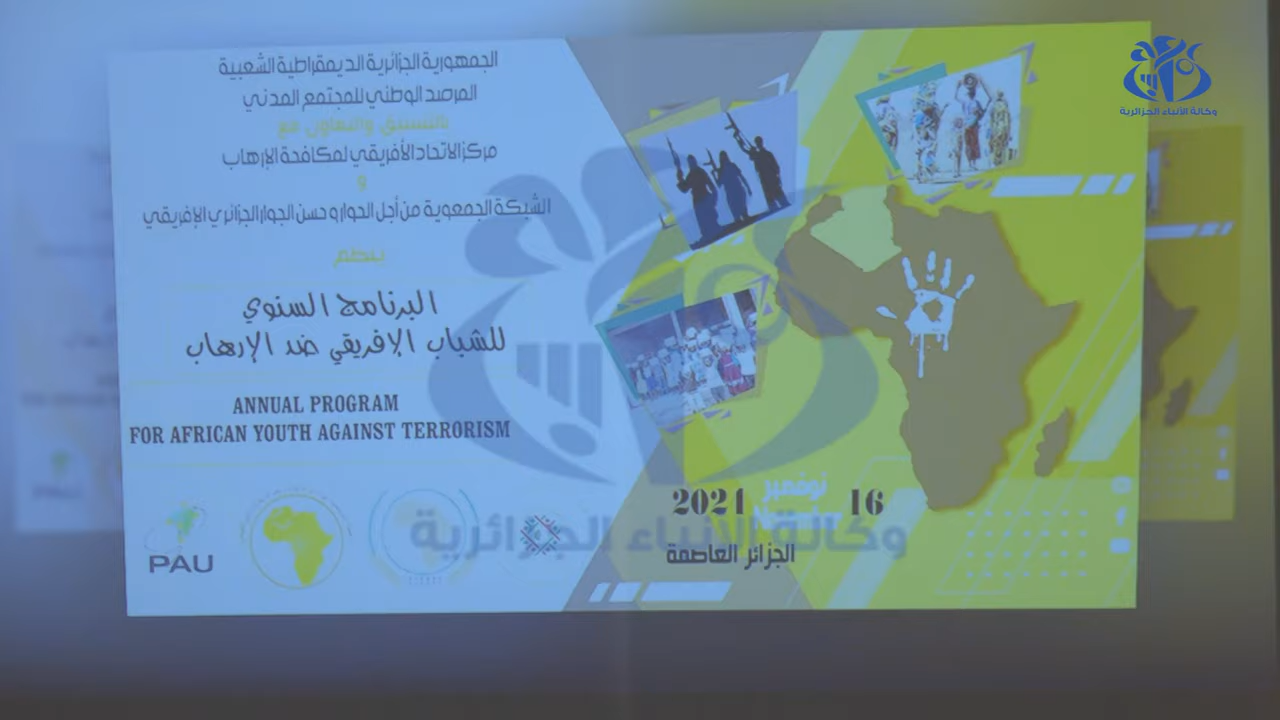 الجمهورية الجزائرية الديمقراطية الشعبية
المرصد الوطني للمجتمع المدني
بالتنسيق والتعاون مع
مركز الاتحاد الأفريقي لمكافحة الإرهاب
و
الشبكة الجمعوية من أجل الحوار و حسن الجوار الجزائري الإفريقي
ينظم
البرنامج السنوي
للشباب الإفريقي ضد الإرهاب
ANNUAL PROGRAM
FOR AFRICAN YOUTH AGAINST TERRORISM
PAU
16 نوفمبر 2024
November
الجزائر العاصمة
وكالة الأنباء الجزائرية
وكالة الأنباء الجزائرية